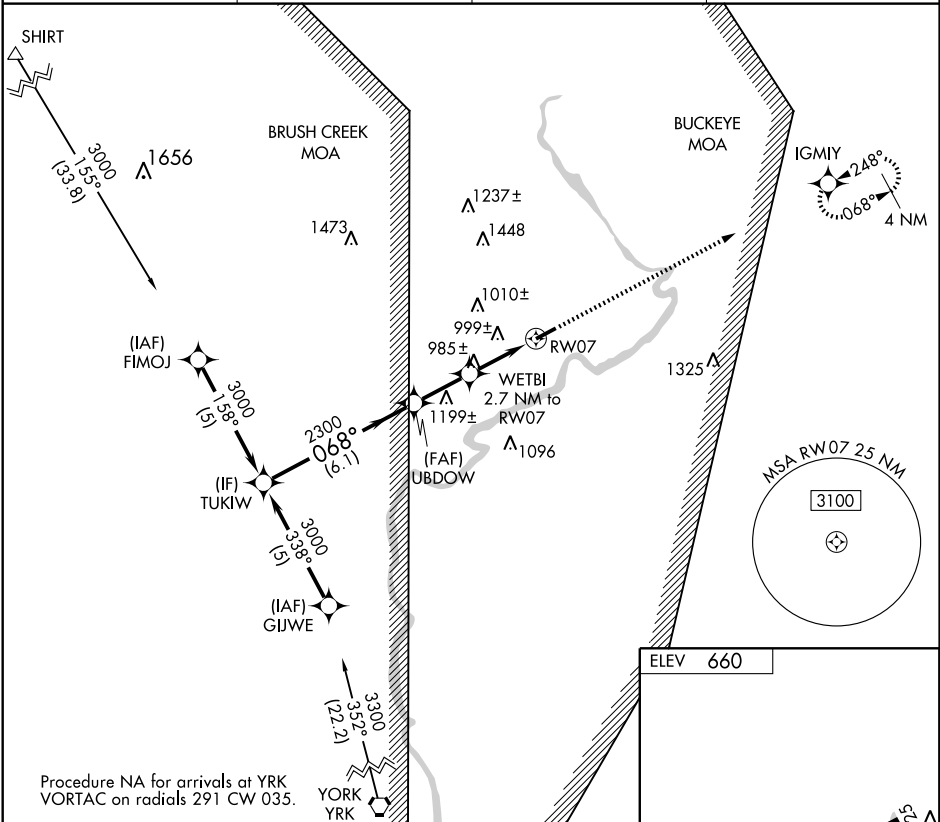 SHIRT
3000
155°
(33.8)
1656
BRUSH CREEK
MOA
BUCKEYE
MOA
IGMIY
248°
068°
4 NM
1237±
1473
1448
1010±
999±
985±
RW07
1325
(IAF)
FIMOJ
3000
158°
(5)
WETBI
2.7 NM to
RW07
1199±
1096
2300
068°
(6.1)
(FAF)
UBDOW
(IF)
TUKIW
3000
338°
(5)
(IAF)
GIJWE
MSA RW07 25 NM
3100
ELEV 660
3300
352°
(22.2)
Procedure NA for arrivals at YRK
VORTAC on radials 291 CW 035.
YORK
YRK